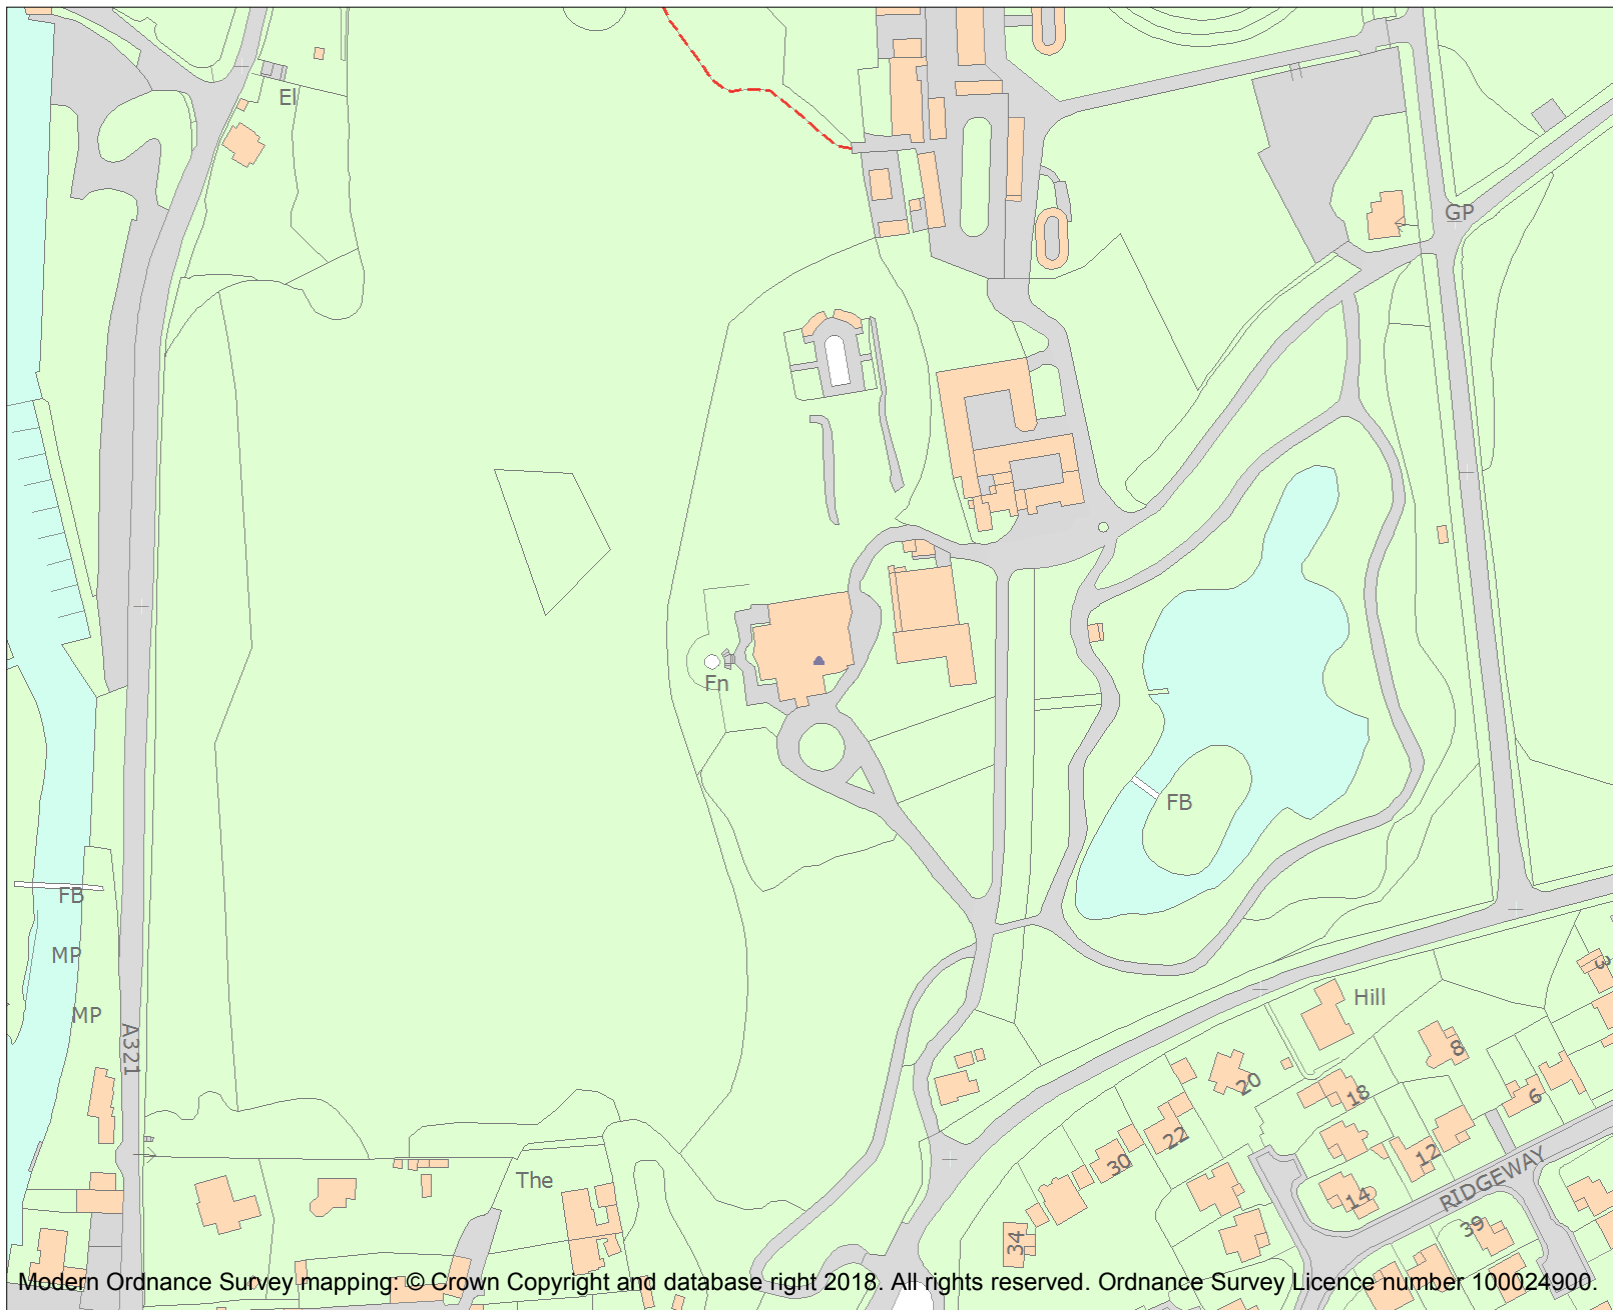 El
GP
Fn
FB
FB
MP
MP
A321
Hill
3
8
20
18
6
22
30
12
The
14
RIDGEWAY
39
34
Modern Ordnance Survey mapping: © Crown Copyright and database right 2018. All rights reserved. Ordnance Survey Licence number 100024900.